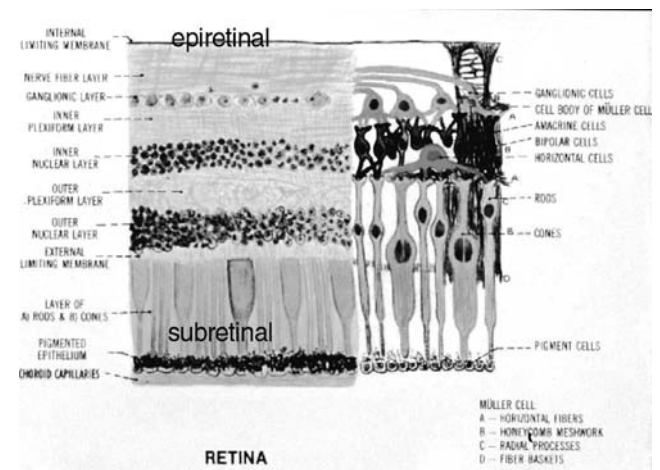 INTERNAL
LIMITING MEMBRANE
epiretinal
NERVE FIBER LAYER
GANGLIONIC LAYER
INNER
PLEXIFORM LAYER
INNER
NUCLEAR LAYER
OUTER
PLEXIFORM LAYER
OUTER
NUCLEAR LAYER
EXTERNAL
LIMITING MEMBRANE
LAYER OF
A) RODS & B) CONES
subretinal
PIGMENTED
EPITHELIUM
CHOROID CAPILLARIES
C
GANGLIONIC CELLS
CELL BODY OF MÜLLER CELL
A
AMACRINE CELLS
B
BIPOLAR CELLS
HORIZONTAL CELLS
A
C
RODS
B
CONES
D
PIGMENT CELLS
RETINA
MÜLLER CELL:
A — HORIZONTAL FIBERS
B — HONEYCOMB MESHWORK
C — RADIAL PROCESSES
D — FIBER BASKETS